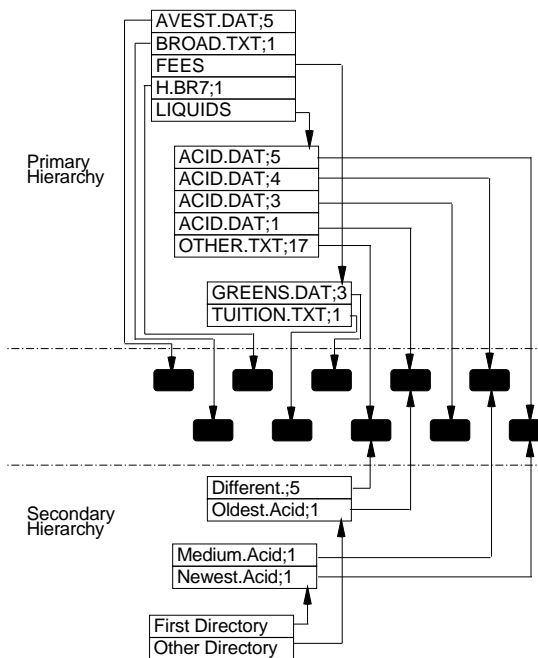 AVEST.DAT;5
BROAD.TXT;1
FEES
H.BR7;1
LIQUIDS
Primary
Hierarchy
ACID.DAT;5
ACID.DAT;4
ACID.DAT;3
ACID.DAT;1
OTHER.TXT;17
GREENS.DAT;3
TUITION.TXT;1
Different.;5
Oldest.Acid;1
Secondary
Hierarchy
Medium.Acid;1
Newest.Acid;1
First Directory
Other Directory